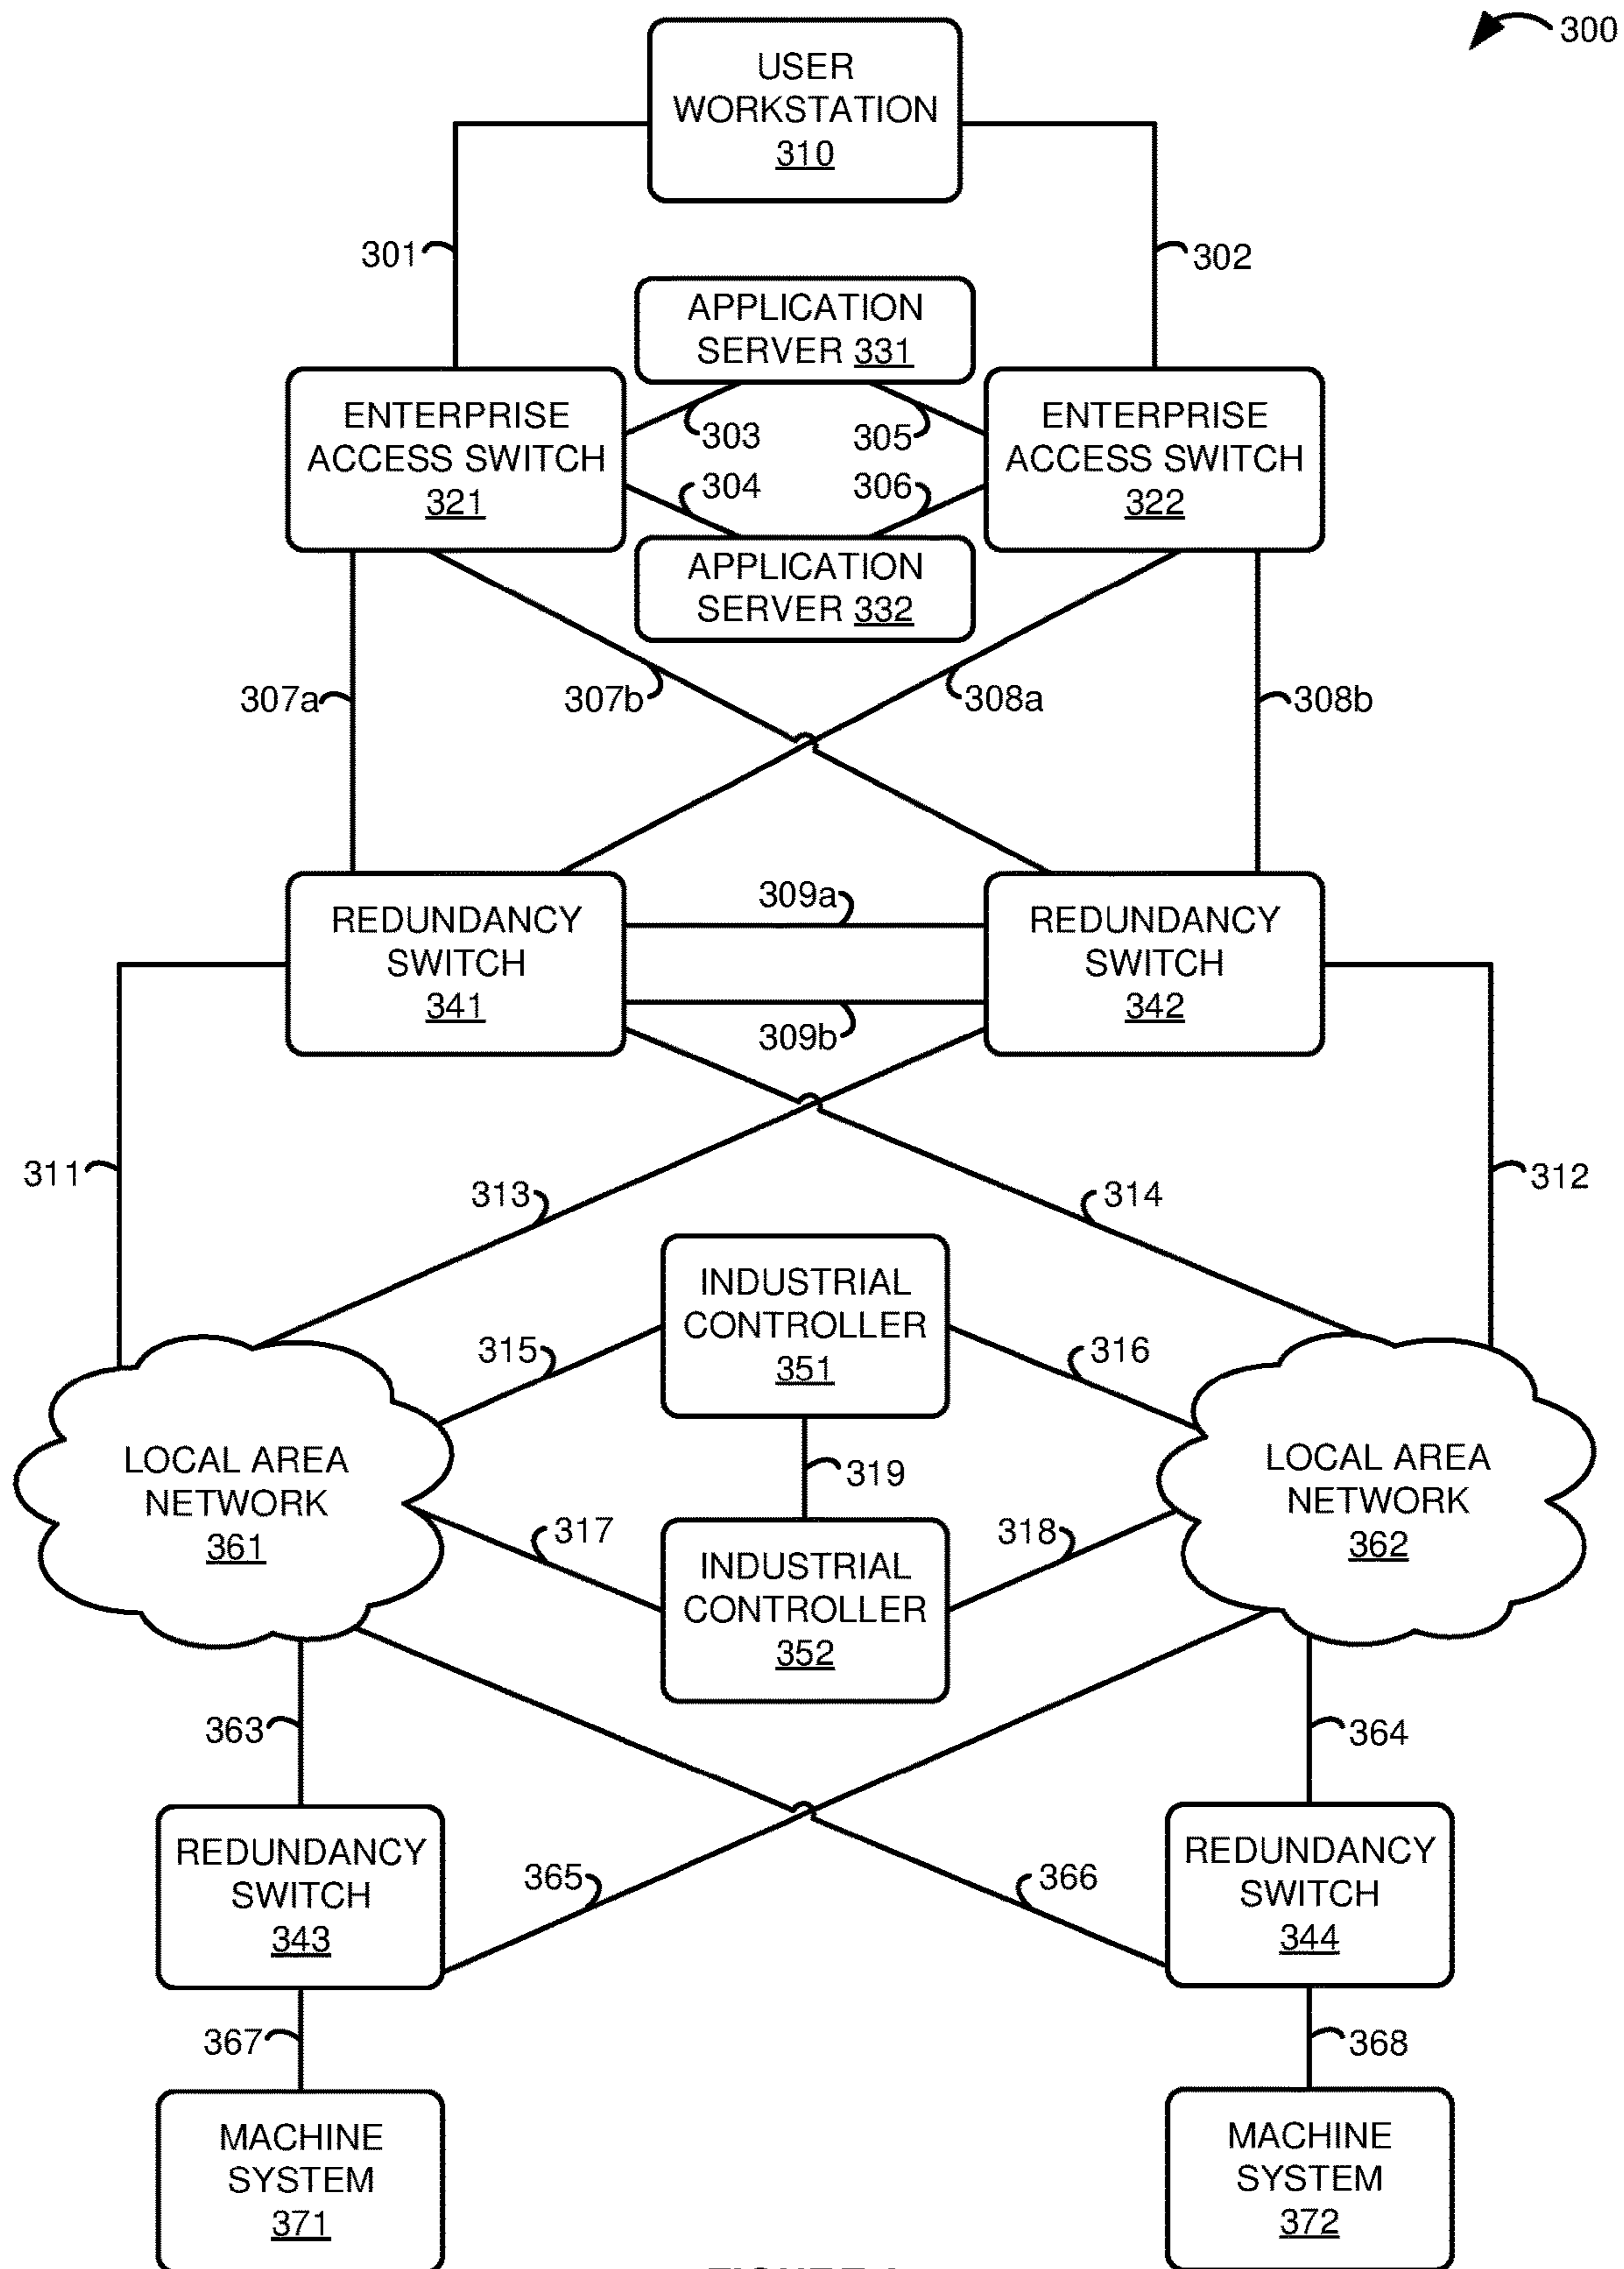 300
USER
WORKSTATION
310
301
302
APPLICATION
SERVER 331
ENTERPRISE
ACCESS SWITCH
321
303
305
ENTERPRISE
ACCESS SWITCH
322
304
306
APPLICATION
SERVER 332
307a
307b
308a
308b
309a
REDUNDANCY
SWITCH
341
REDUNDANCY
SWITCH
342
309b
311
312
313
314
INDUSTRIAL
CONTROLLER
351
315
316
LOCAL AREA
NETWORK
361
319
LOCAL AREA
NETWORK
362
317
318
INDUSTRIAL
CONTROLLER
352
363
364
REDUNDANCY
SWITCH
343
365
366
REDUNDANCY
SWITCH
344
367
368
MACHINE
SYSTEM
371
MACHINE
SYSTEM
372